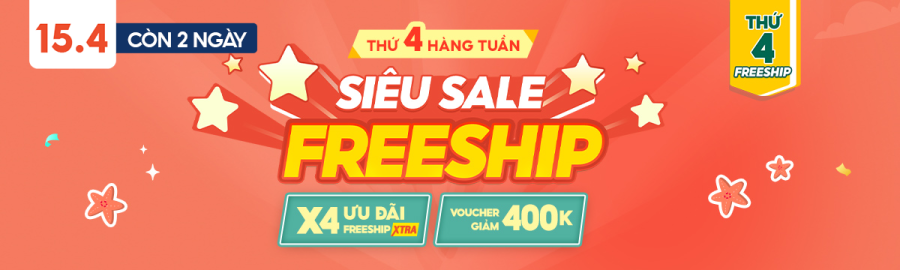 15.4 CÒN 2 NGÀY
THỨ 4 HÀNG TUẦN
SIÊU SALE
FREESHIP
X4 ƯU ĐÃI
FREESHIP XTRA
VOUCHER
GIẢM 400K
THỨ
4
FREESHIP